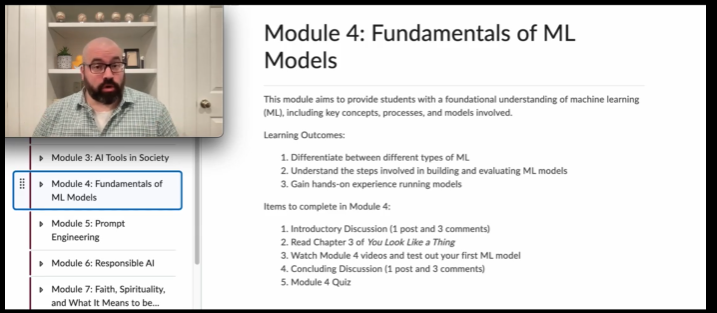 Module 4: Fundamentals of ML
Models
This module aims to provide students with a foundational understanding of machine learning
(ML), including key concepts, processes, and models involved.
Learning Outcomes:
1. Differentiate between different types of ML
2. Understand the steps involved in building and evaluating ML models
3. Gain hands-on experience running models
Items to complete in Module 4:
1. Introductory Discussion (1 post and 3 comments)
2. Read Chapter 3 of You Look Like a Thing
3. Watch Module 4 videos and test out your first ML model
4. Concluding Discussion (1 post and 3 comments)
5. Module 4 Quiz
Module 3: AI Tools in Society
Module 4: Fundamentals of
ML Models
Module 5: Prompt
Engineering
Module 6: Responsible AI
Module 7: Faith, Spirituality,
and What It Means to be...